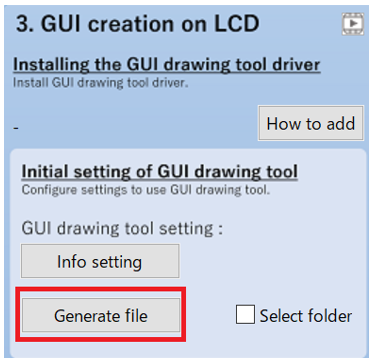 3. GUI creation on LCD
Installing the GUI drawing tool driver
Install GUI drawing tool driver.
-
How to add
Initial setting of GUI drawing tool
Configure settings to use GUI drawing tool.
GUI drawing tool setting :
Info setting
Generate file
Select folder